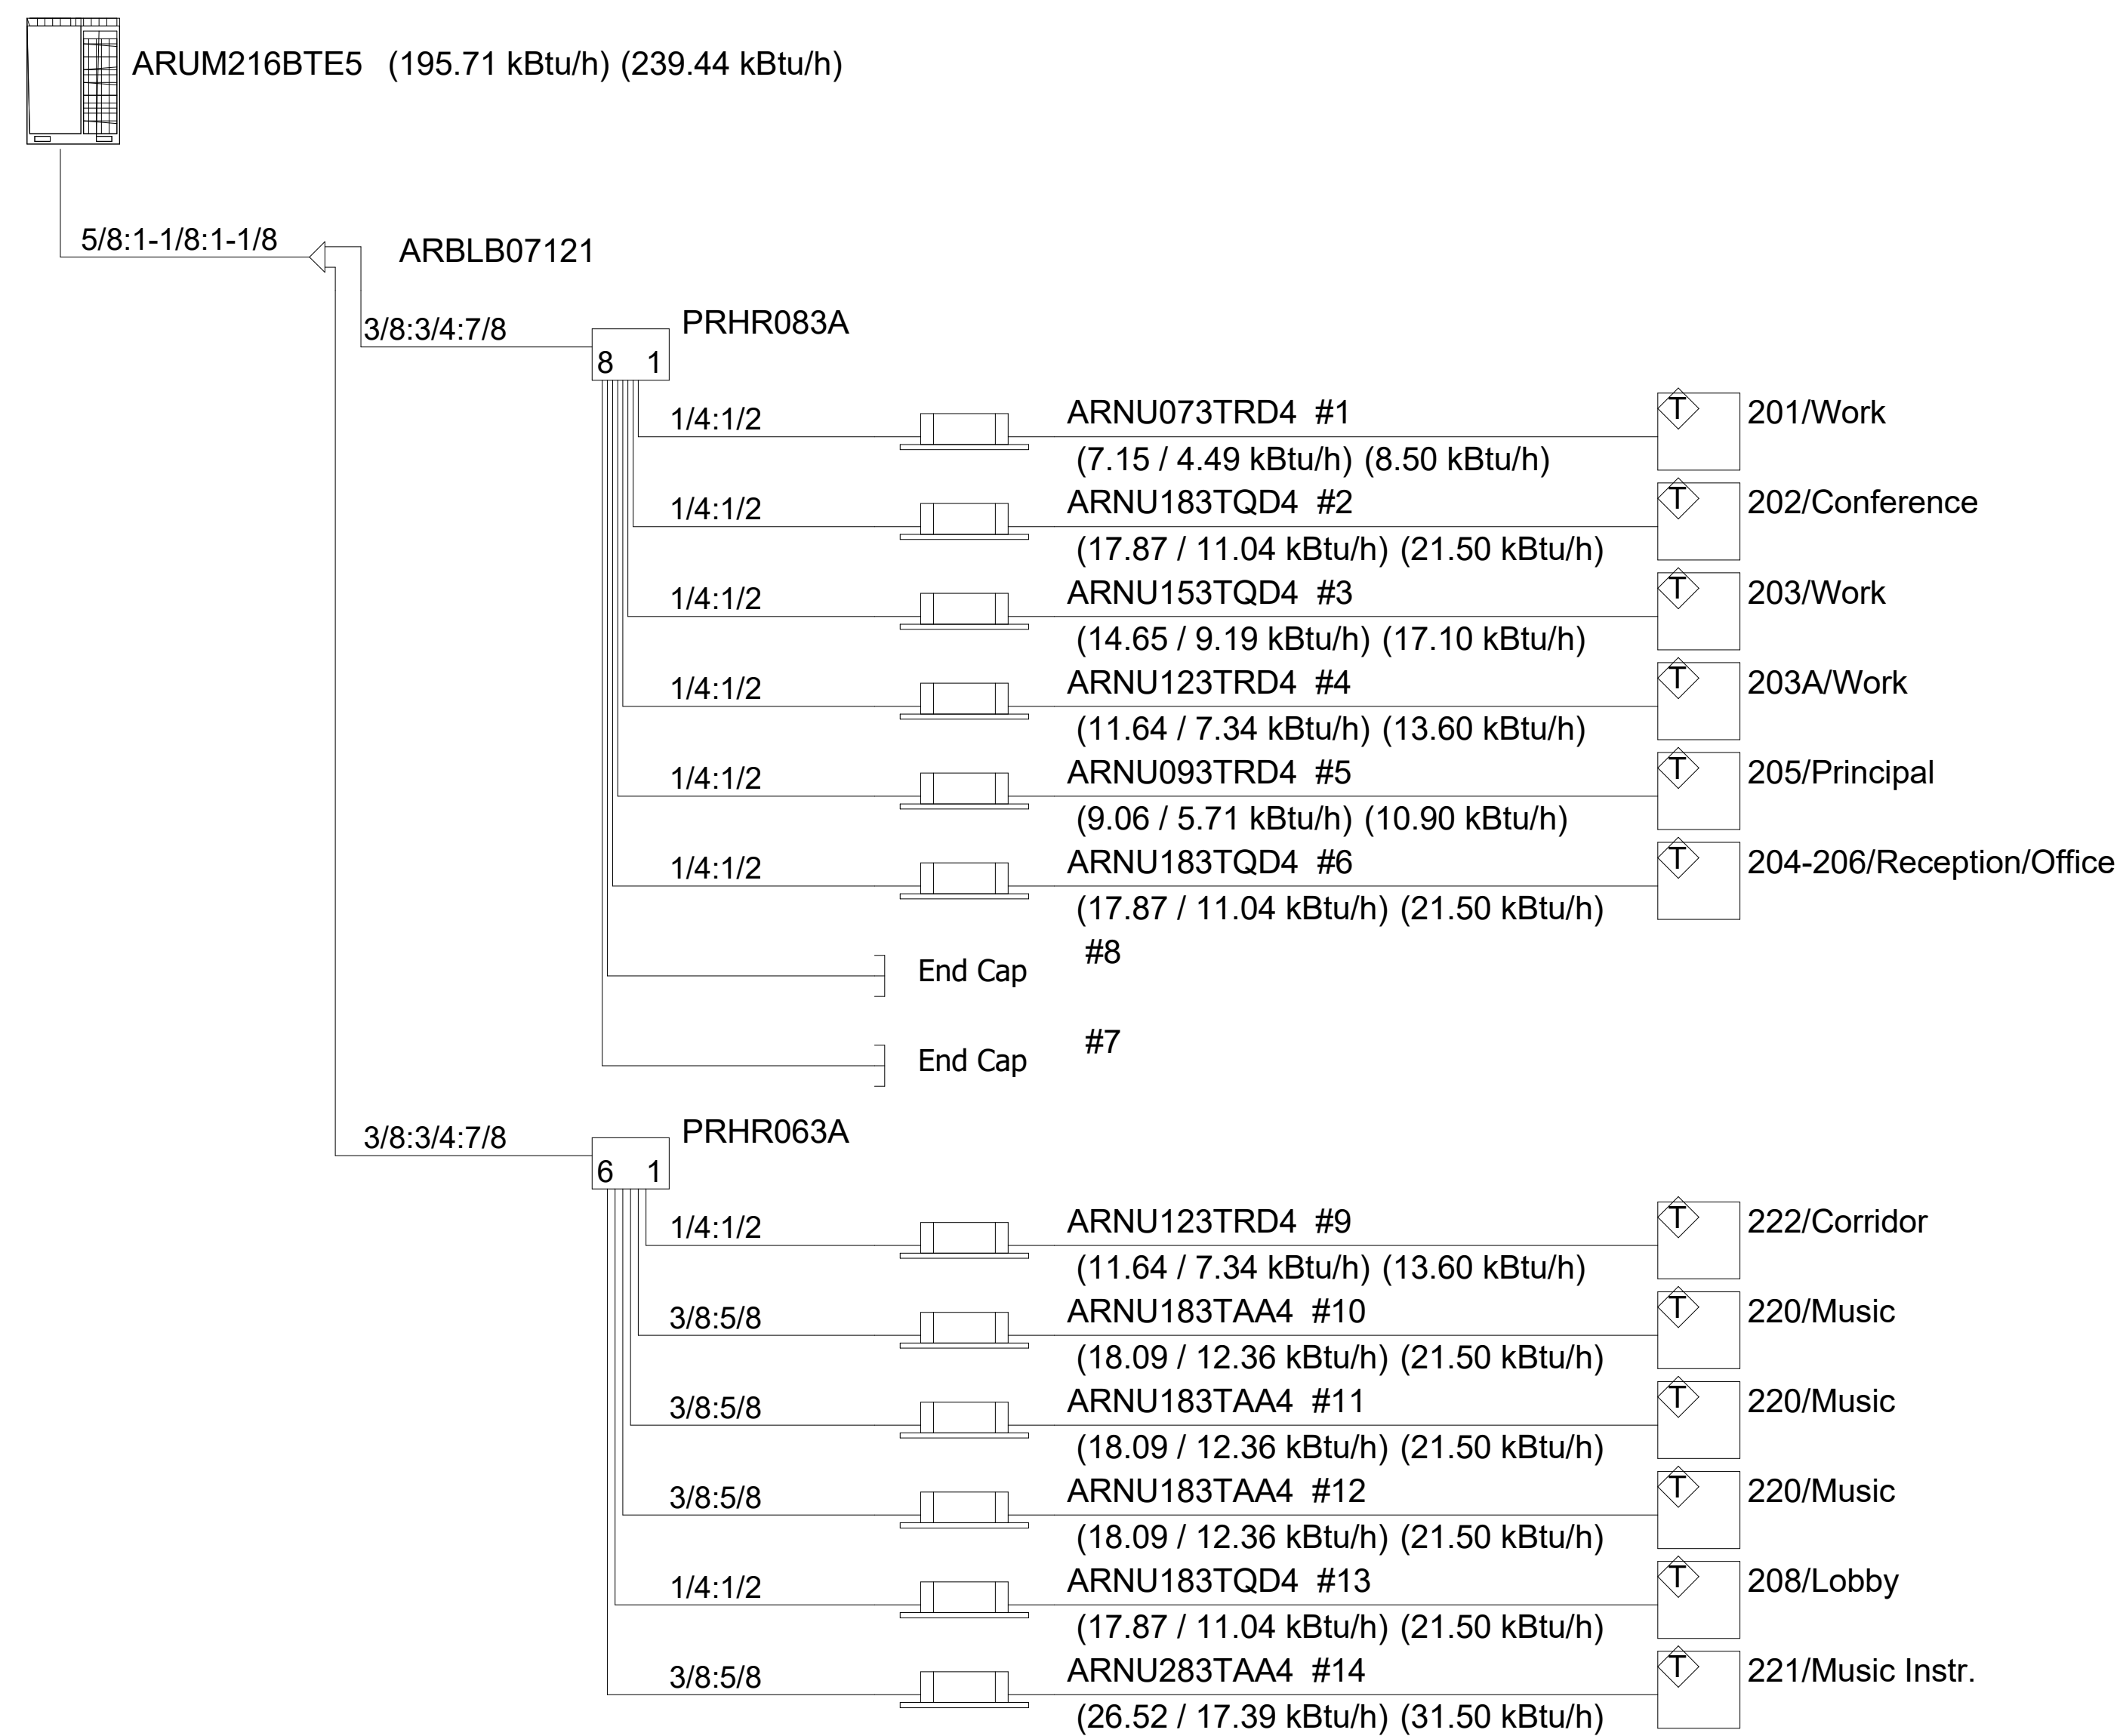 ARUM216BTE5 (195.71 kBtu/h) (239.44 kBtu/h)
5/8:1-1/8:1-1/8
ARBLB07121
3/8:3/4:7/8
PRHR083A
8 1
1/4:1/2
ARNU073TRD4 #1
T
201/Work
(7.15 / 4.49 kBtu/h) (8.50 kBtu/h)
1/4:1/2
ARNU183TQD4 #2
T
202/Conference
(17.87 / 11.04 kBtu/h) (21.50 kBtu/h)
1/4:1/2
ARNU153TQD4 #3
T
203/Work
(14.65 / 9.19 kBtu/h) (17.10 kBtu/h)
1/4:1/2
ARNU123TRD4 #4
T
203A/Work
(11.64 / 7.34 kBtu/h) (13.60 kBtu/h)
1/4:1/2
ARNU093TRD4 #5
T
205/Principal
(9.06 / 5.71 kBtu/h) (10.90 kBtu/h)
1/4:1/2
ARNU183TQD4 #6
T
204-206/Reception/Office
(17.87 / 11.04 kBtu/h) (21.50 kBtu/h)
#8
End Cap
#7
End Cap
3/8:3/4:7/8
PRHR063A
6 1
1/4:1/2
ARNU123TRD4 #9
T
222/Corridor
(11.64 / 7.34 kBtu/h) (13.60 kBtu/h)
3/8:5/8
ARNU183TAA4 #10
T
220/Music
(18.09 / 12.36 kBtu/h) (21.50 kBtu/h)
3/8:5/8
ARNU183TAA4 #11
T
220/Music
(18.09 / 12.36 kBtu/h) (21.50 kBtu/h)
3/8:5/8
ARNU183TAA4 #12
T
220/Music
(18.09 / 12.36 kBtu/h) (21.50 kBtu/h)
1/4:1/2
ARNU183TQD4 #13
T
208/Lobby
(17.87 / 11.04 kBtu/h) (21.50 kBtu/h)
3/8:5/8
ARNU283TAA4 #14
T
221/Music Instr.
(26.52 / 17.39 kBtu/h) (31.50 kBtu/h)